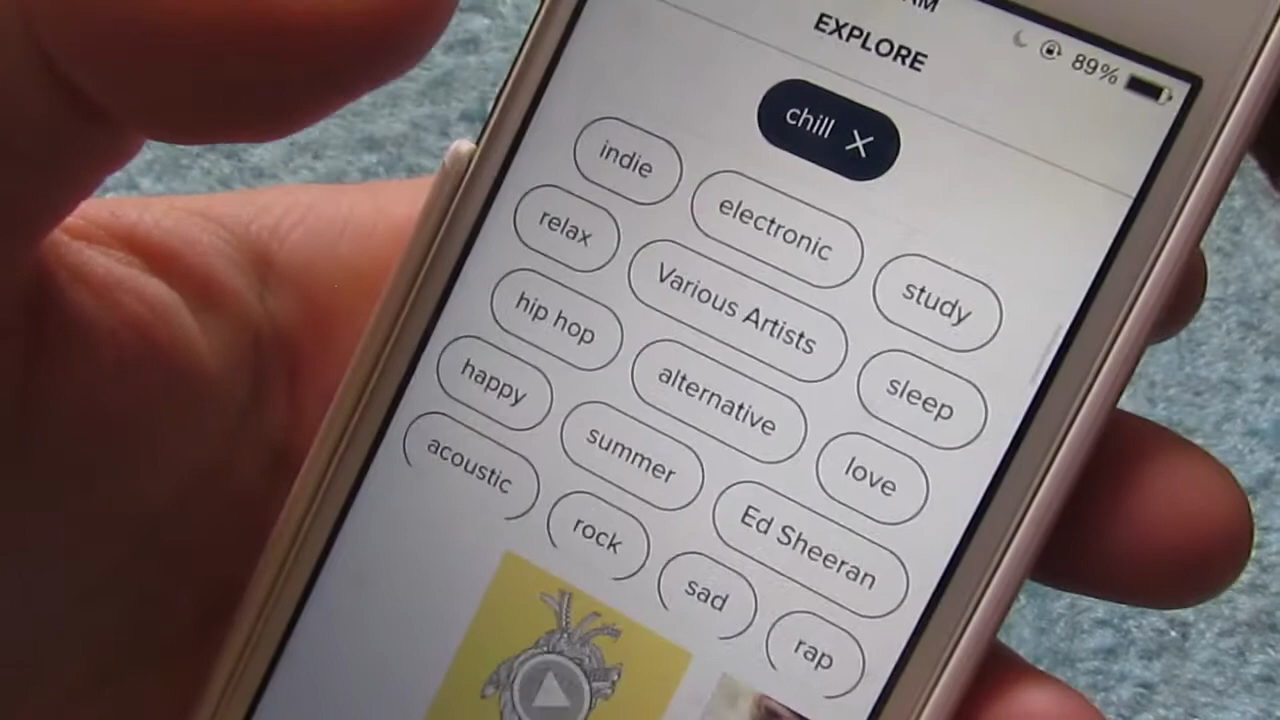 AM
89%
EXPLORE
chill X
indie electronic study
relax Various Artists sleep
hip hop alternative love
happy summer Ed Sheeran
acoustic rock sad rap